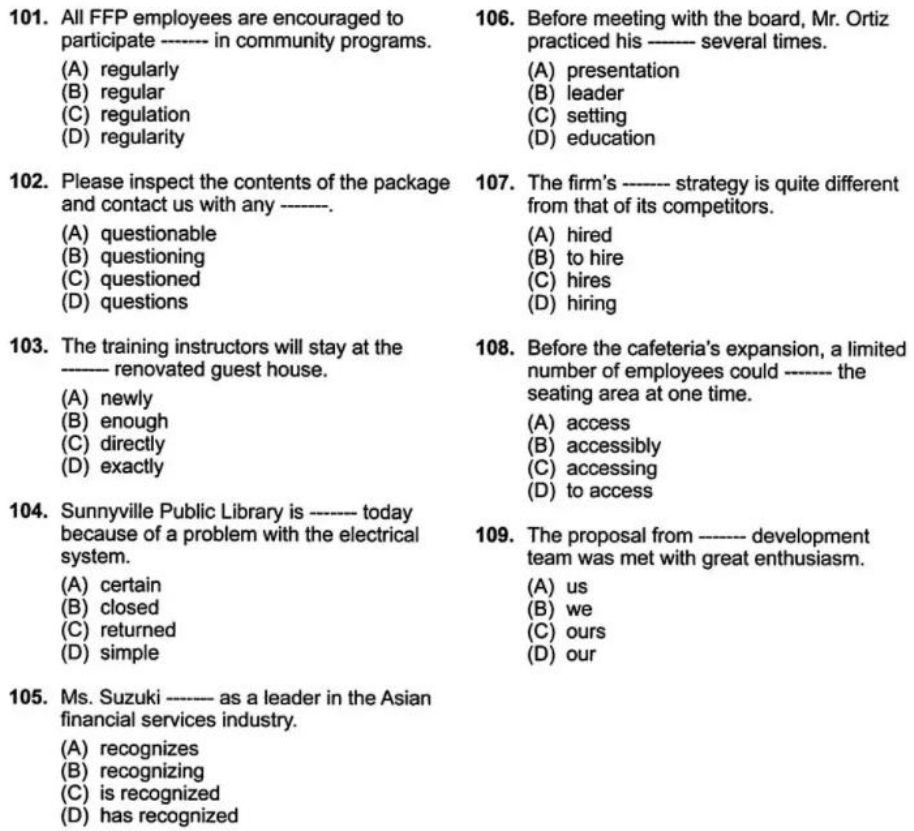 101. All FFP employees are encouraged to
participate ------- in community programs.
(A) regularly
(B) regular
(C) regulation
(D) regularity
102. Please inspect the contents of the package
and contact us with any -------.
(A) questionable
(B) questioning
(C) questioned
(D) questions
103. The training instructors will stay at the
------- renovated guest house.
(A) newly
(B) enough
(C) directly
(D) exactly
104. Sunnyville Public Library is ------- today
because of a problem with the electrical
system.
(A) certain
(B) closed
(C) returned
(D) simple
105. Ms. Suzuki ------- as a leader in the Asian
financial services industry.
(A) recognizes
(B) recognizing
(C) is recognized
(D) has recognized
106. Before meeting with the board, Mr. Ortiz
practiced his ------- several times.
(A) presentation
(B) leader
(C) setting
(D) education
107. The firm's ------- strategy is quite different
from that of its competitors.
(A) hired
(B) to hire
(C) hires
(D) hiring
108. Before the cafeteria's expansion, a limited
number of employees could ------- the
seating area at one time.
(A) access
(B) accessibly
(C) accessing
(D) to access
109. The proposal from ------- development
team was met with great enthusiasm.
(A) us
(B) we
(C) ours
(D) our